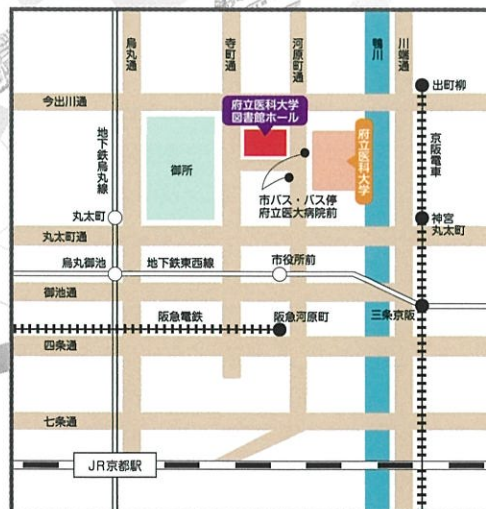 烏丸通
寺町通
河原町通
鴨川
川端通
出町柳
今出川通
府立医科大学
図書館ホール
地下鉄烏丸線
御所
府立医科大学
京阪電車
市バス・バス停
府立医大病院前
丸太町
神宮
丸太町
丸太町通
烏丸御池
地下鉄東西線
市役所前
御池通
三条京阪
阪急電鉄
阪急河原町
四条通
七条通
JR京都駅